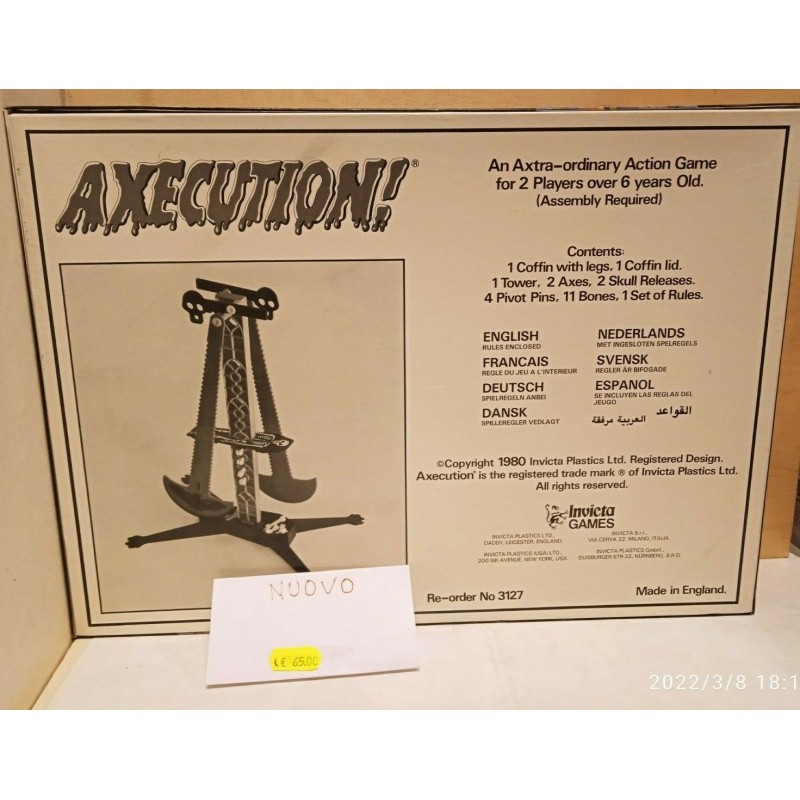 AXECUTION!®
An Axtra-ordinary Action Game
for 2 Players over 6 years Old.
(Assembly Required)
Contents:
1 Coffin with legs, 1 Coffin lid.
1 Tower, 2 Axes, 2 Skull Releases.
4 Pivot Pins, 11 Bones, 1 Set of Rules.
ENGLISH
RULES ENCLOSED
FRANCAIS
REGLE DU JEU A L'INTERIEUR
DEUTSCH
SPIELREGELN ANBEI
DANSK
SPILLEREGLER VEDLAGT
NEDERLANDS
MET INGESLOTEN SPELREGELS
SVENSK
REGLER ÄR BIFOGADE
ESPANOL
SE INCLUYEN LAS REGLAS DEL
JEUGO
القواعد
العربية مرفقة
©Copyright 1980 Invicta Plastics Ltd. Registered Design.
Axecution® is the registered trade mark ® of Invicta Plastics Ltd.
All rights reserved.
Invicta
GAMES
INVICTA PLASTICS LTD.,
OADBY, LEICESTER, ENGLAND.
INVICTA S.r.l.,
VIA CERVA 22, MILANO, ITALIA.
INVICTA PLASTICS (USA) LTD.,
200 5th AVENUE, NEW YORK, USA.
INVICTA PLASTICS GmbH.,
DUISBURGER STR 22, NÜRNBERG, B.R.D.
Re-order No 3127
Made in England.
NUOVO
€ 65.00
2022/3/8 18:1